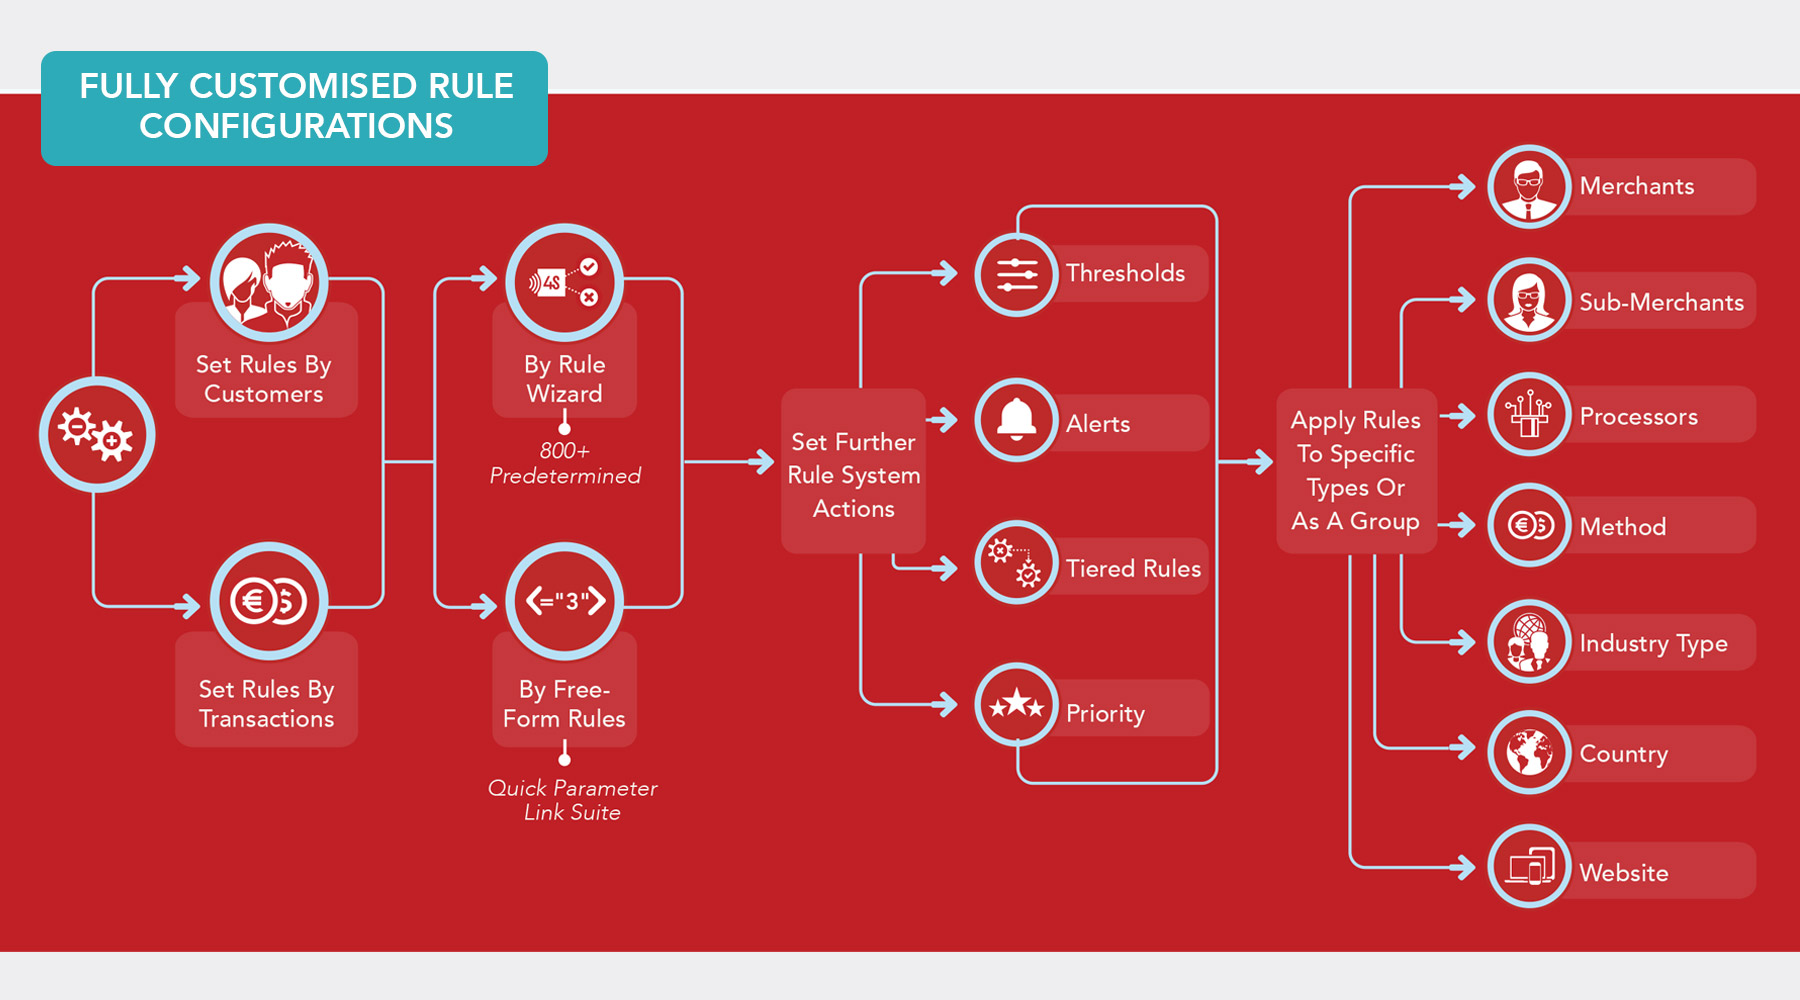 FULLY CUSTOMISED RULE
CONFIGURATIONS
Set Rules By
Customers
Set Rules By
Transactions
4S
By Rule
Wizard
800+
Predetermined
<="3">
By Free-
Form Rules
Quick Parameter
Link Suite
Set Further
Rule System
Actions
Thresholds
Alerts
Tiered Rules
Priority
Apply Rules
To Specific
Types Or
As A Group
Merchants
Sub-Merchants
Processors
Method
Industry Type
Country
Website